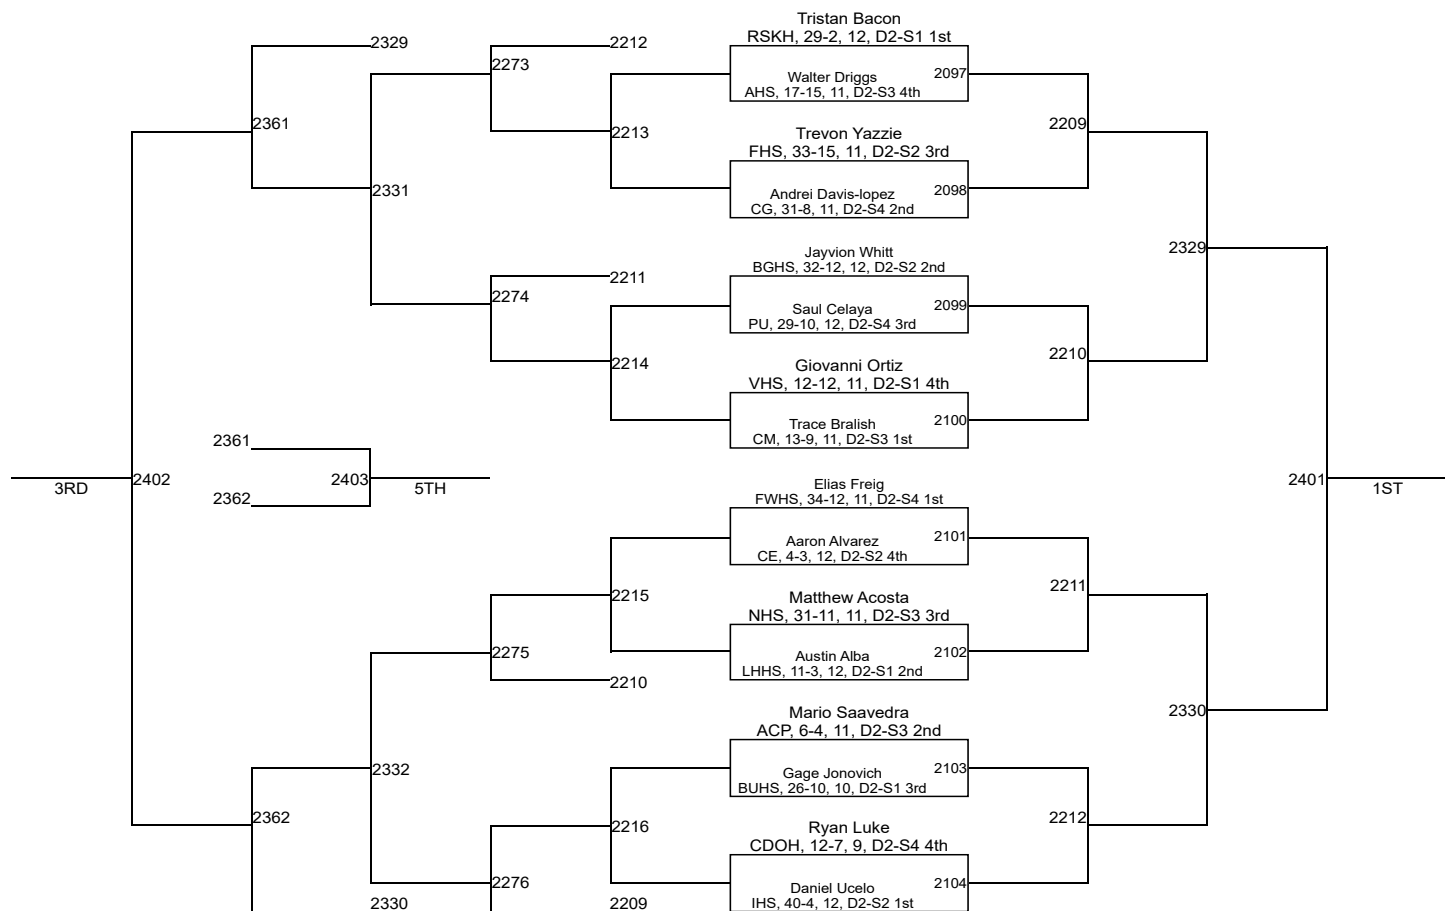 Tristan Bacon
RSKH, 29-2, 12, D2-S1 1st
2329
2212
2273
Walter Driggs
AHS, 17-15, 11, D2-S3 4th
2097
2361
2213
2209
Trevon Yazzie
FHS, 33-15, 11, D2-S2 3rd
2331
Andrei Davis-lopez
CG, 31-8, 11, D2-S4 2nd
2098
2329
Jayvion Whitt
BGHS, 32-12, 12, D2-S2 2nd
2211
2274
Saul Celaya
PU, 29-10, 12, D2-S4 3rd
2099
2214
2210
Giovanni Ortiz
VHS, 12-12, 11, D2-S1 4th
Trace Bralish
CM, 13-9, 11, D2-S3 1st
2100
2361
2402
2403
3RD
5TH
2362
2401
1ST
Elias Freig
FWHS, 34-12, 11, D2-S4 1st
Aaron Alvarez
CE, 4-3, 12, D2-S2 4th
2101
2215
2211
Matthew Acosta
NHS, 31-11, 11, D2-S3 3rd
2275
Austin Alba
LHHS, 11-3, 12, D2-S1 2nd
2102
2210
2330
Mario Saavedra
ACP, 6-4, 11, D2-S3 2nd
2332
Gage Jonovich
BUHS, 26-10, 10, D2-S1 3rd
2103
2362
2216
2212
Ryan Luke
CDOH, 12-7, 9, D2-S4 4th
2276
Daniel Ucelo
IHS, 40-4, 12, D2-S2 1st
2104
2330
2209